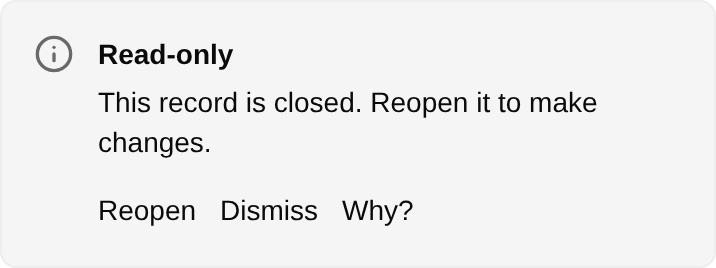 Read-only
This record is closed. Reopen it to make
changes.
Reopen Dismiss Why?